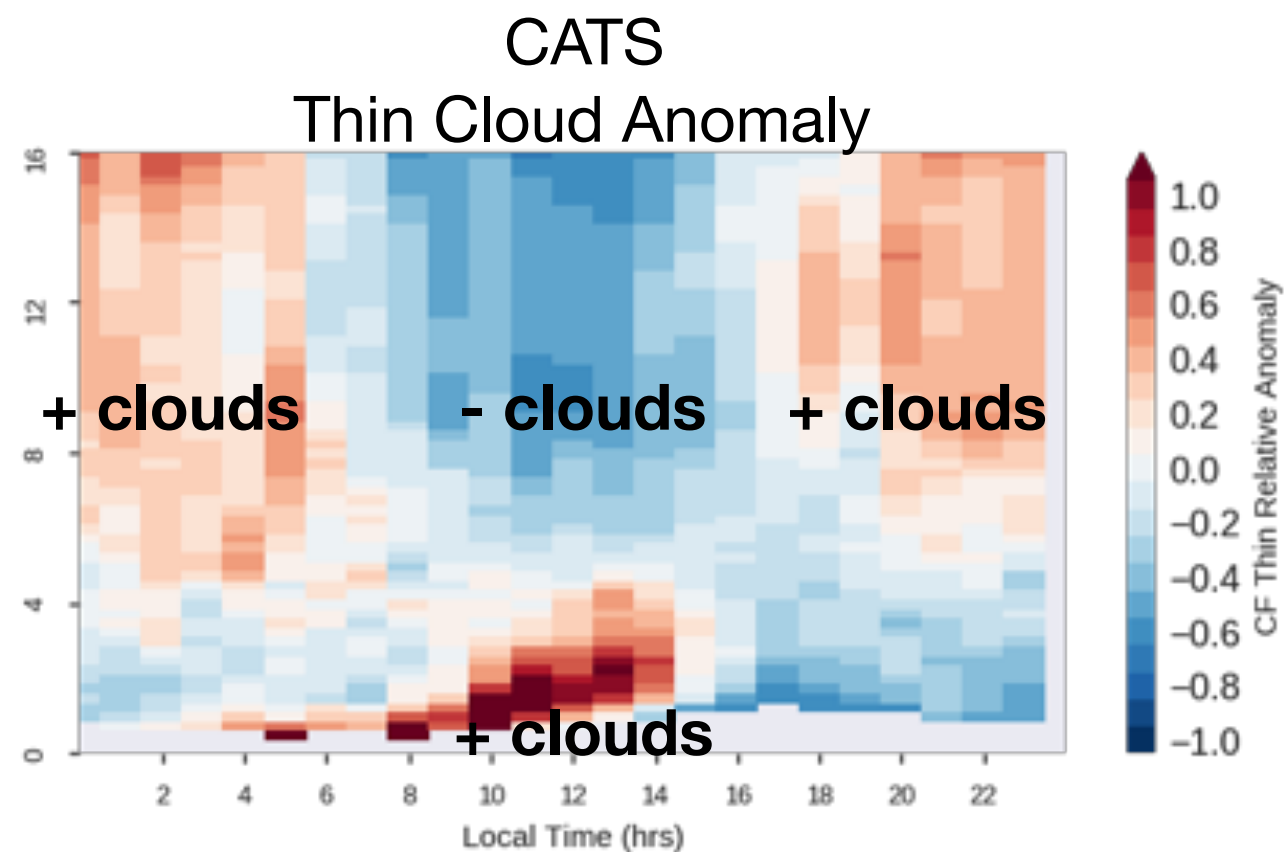 CATS
Thin Cloud Anomaly
16
12
8
4
0
+ clouds
- clouds
+ clouds
+ clouds
2 4 6 8 10 12 14 16 18 20 22
Local Time (hrs)
1.0
0.8
0.6
0.4
0.2
0.0
−0.2
−0.4
−0.6
−0.8
−1.0
CF Thin Relative Anomaly